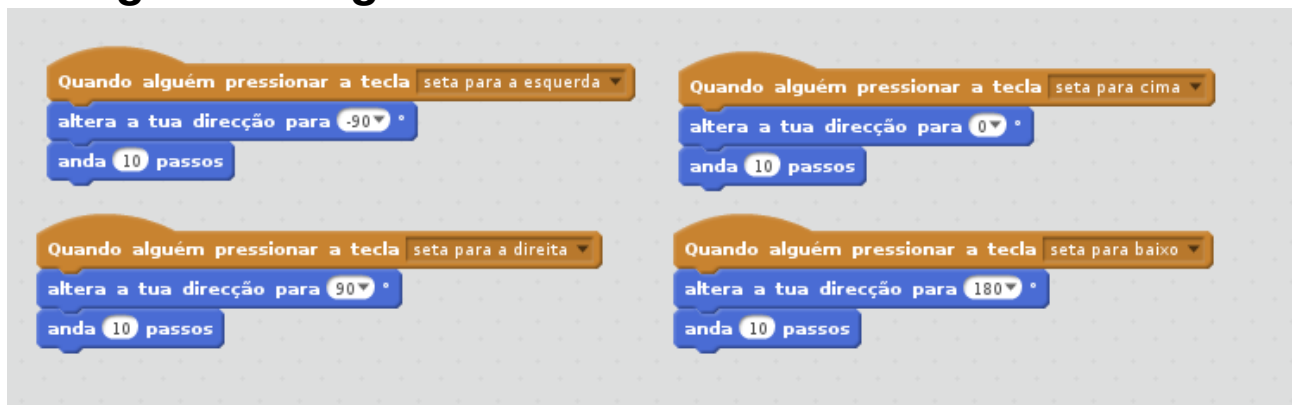 Quando alguém pressionar a tecla seta para a esquerda
altera a tua direcção para -90 °
anda 10 passos
Quando alguém pressionar a tecla seta para cima
altera a tua direcção para 0 °
anda 10 passos
Quando alguém pressionar a tecla seta para a direita
altera a tua direcção para 90 °
anda 10 passos
Quando alguém pressionar a tecla seta para baixo
altera a tua direcção para 180 °
anda 10 passos